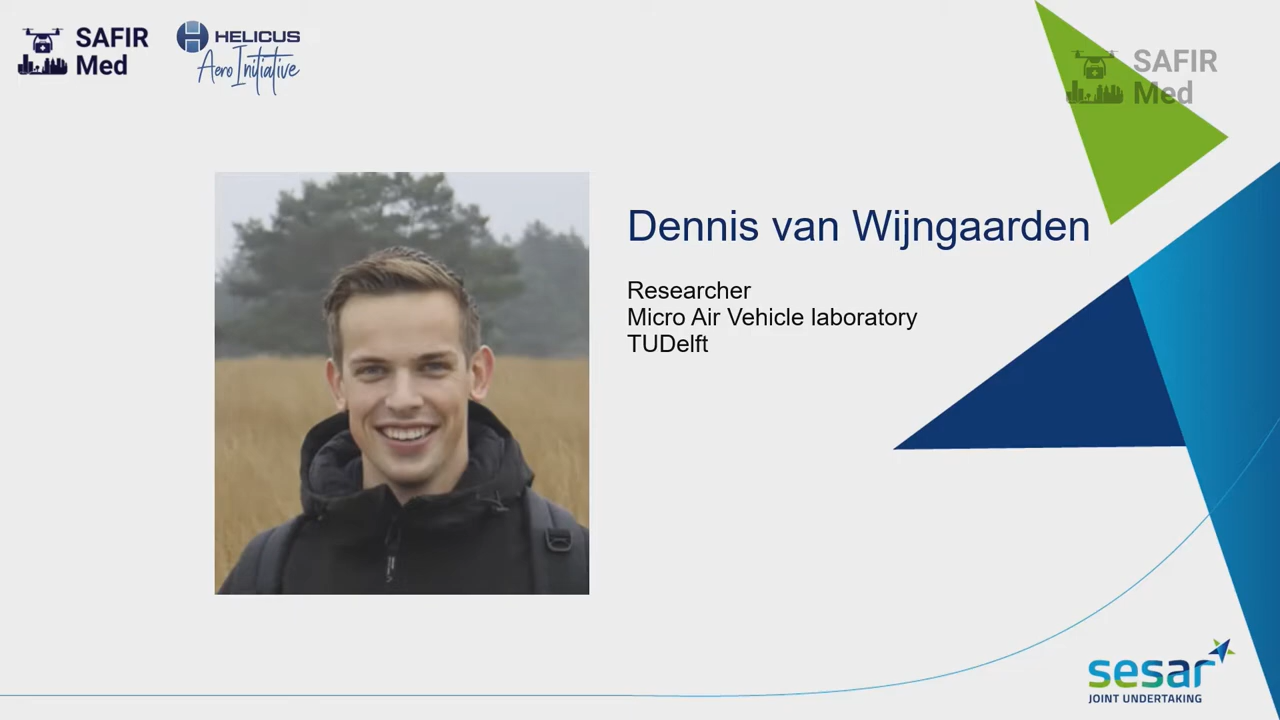 SAFIR
Med
HELICUS
Aero Initiative
SAFIR
Med
Dennis van Wijngaarden
Researcher
Micro Air Vehicle laboratory
TUDelft
sesar
JOINT UNDERTAKING